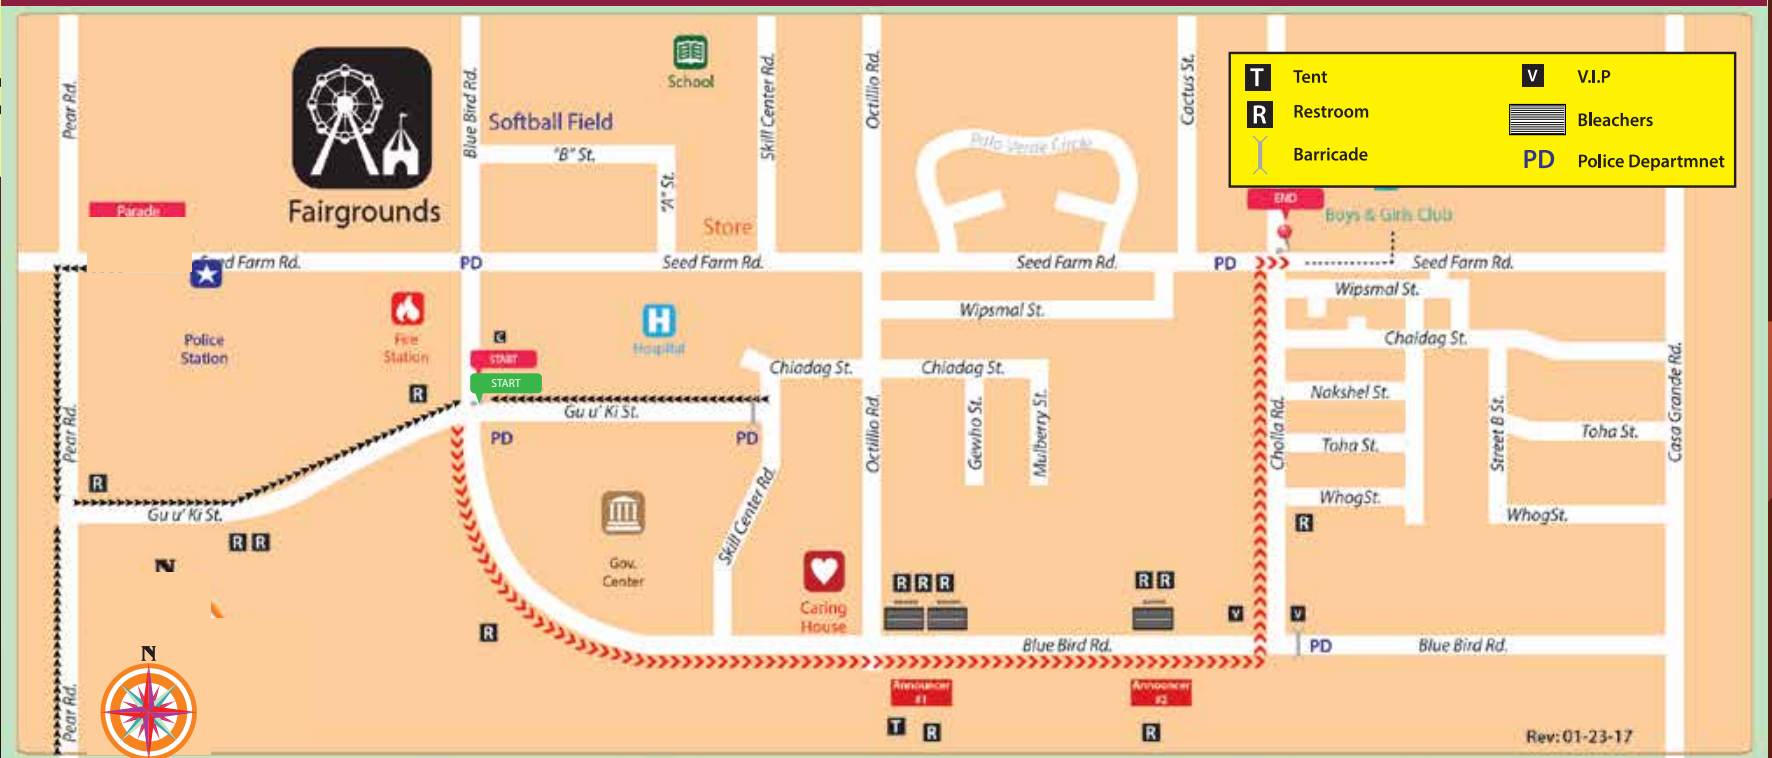 Pear Rd.
Blue Bird Rd.
Softball Field
"B" St.
"A" St.
School
Skill Center Rd.
Octillio Rd.
Palo Verde Circle
Cactus St.
T Tent
R Restroom
Barricade
V V.I.P
Bleachers
PD Police Departmnet
Parade
Fairgrounds
Store
END
Boys & Girls Club
Seed Farm Rd.
PD
Seed Farm Rd.
Seed Farm Rd.
PD
Seed Farm Rd.
Police
Station
Fire
Station
C
START
START
H
Hospital
Wipsmal St.
Wipsmal St.
Chaidag St.
Chiadag St.
Chiadag St.
R
Gu u' Ki St.
PD
PD
Pear Rd.
Octillio Rd.
Gewho St.
Mulberry St.
Cholla Rd.
Nakshel St.
Toha St.
WhogSt.
Street B St.
Toha St.
WhogSt.
Casa Grande Rd.
R
Gu u' Ki St.
R R
N
Skill Center Rd.
Gov.
Center
Caring
House
R
R R R
R R
R
V
V
Blue Bird Rd.
PD
Blue Bird Rd.
N
Pear Rd.
Announcer
#1
Announcer
#2
T
R
R
Rev: 01-23-17